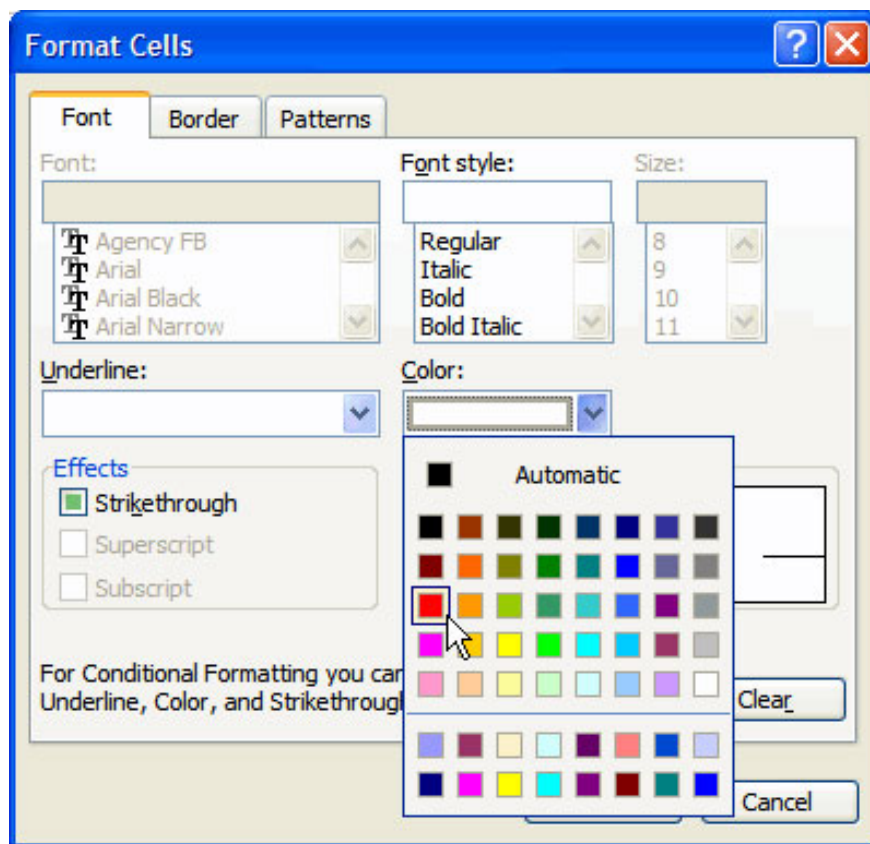 Format Cells
Font Border Patterns
Font: Font style: Size:
Agency FB Regular 8
Arial Italic 9
Arial Black Bold 10
Arial Narrow Bold Italic 11
Underline: Color:
Effects
Automatic
Strikethrough
Superscript
Subscript
For Conditional Formatting you can
Underline, Color, and
Clear
Cancel